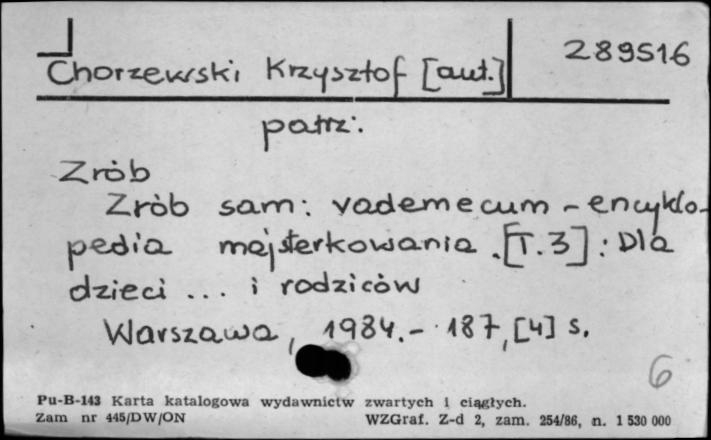 289516
Chorzewski Krzysztof [aut.]
patrz:
Zrób
Zrób sam: vademecum - encyklo-
pedia majsterkowania. [T.3]: Dla
dzieci ... i rodziców
Warszawa, 1984. - 187, [4] s.
6
Pu-B-143 Karta katalogowa wydawnictw zwartych i ciągłych.
Zam nr 445/DW/ON WZGraf. Z-d 2, zam. 254/86, n. 1 530 000